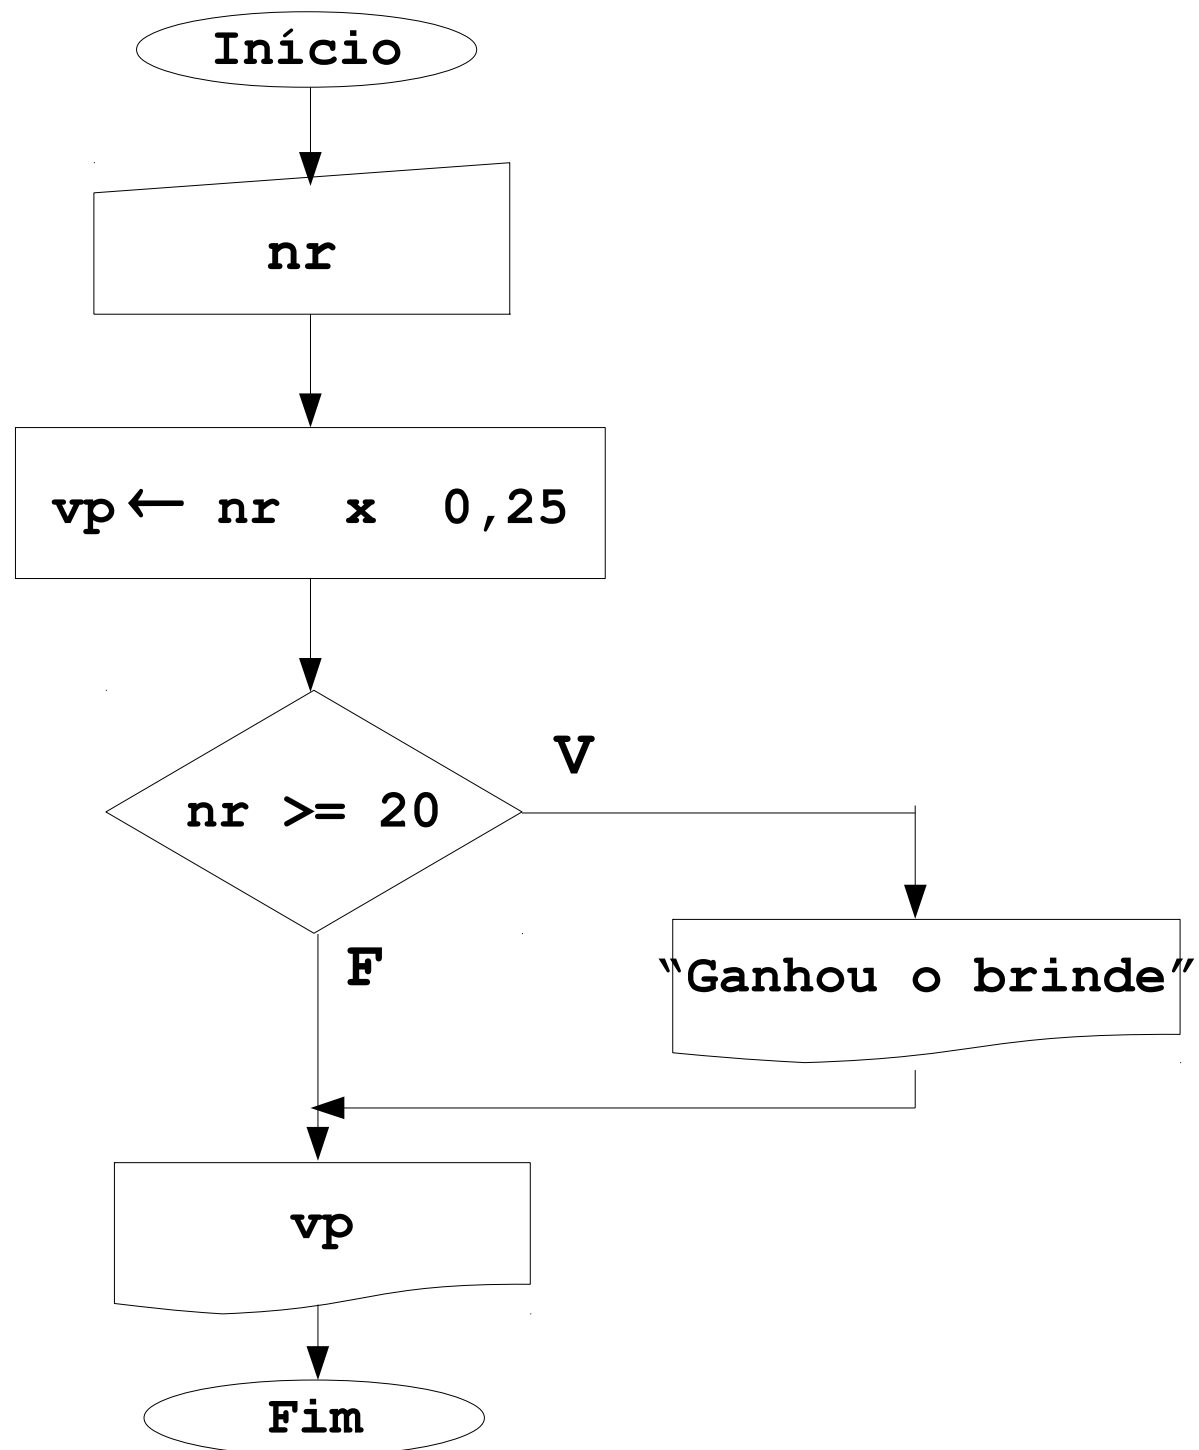 Início
nr
vp← nr x 0,25
nr >= 20
V
F
“Ganhou o brinde”
vp
Fim